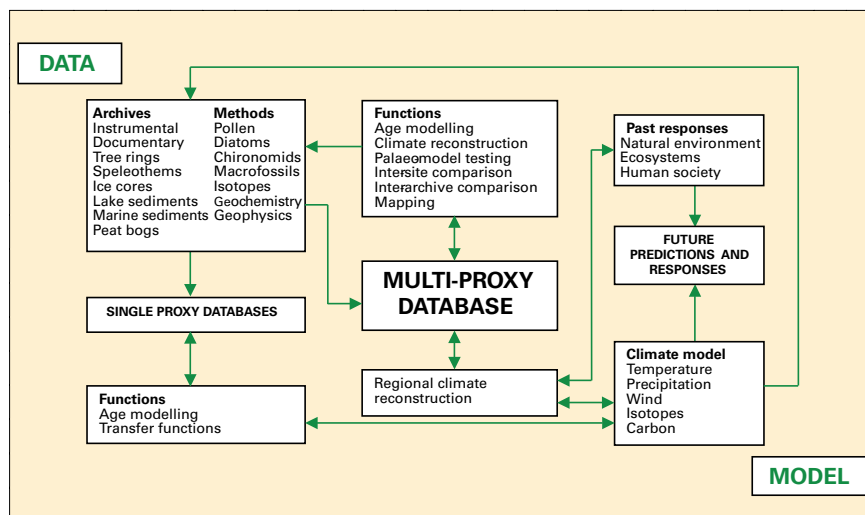 DATA
Archives
Instrumental
Documentary
Tree rings
Speleothems
Ice cores
Lake sediments
Marine sediments
Peat bogs
Methods
Pollen
Diatoms
Chironomids
Macrofossils
Isotopes
Geochemistry
Geophysics
Functions
Age modelling
Climate reconstruction
Palaeomodel testing
Intersite comparison
Interarchive comparison
Mapping
Past responses
Natural environment
Ecosystems
Human society
SINGLE PROXY DATABASES
MULTI-PROXY
DATABASE
FUTURE
PREDICTIONS AND
RESPONSES
Functions
Age modelling
Transfer functions
Regional climate
reconstruction
Climate model
Temperature
Precipitation
Wind
Isotopes
Carbon
MODEL